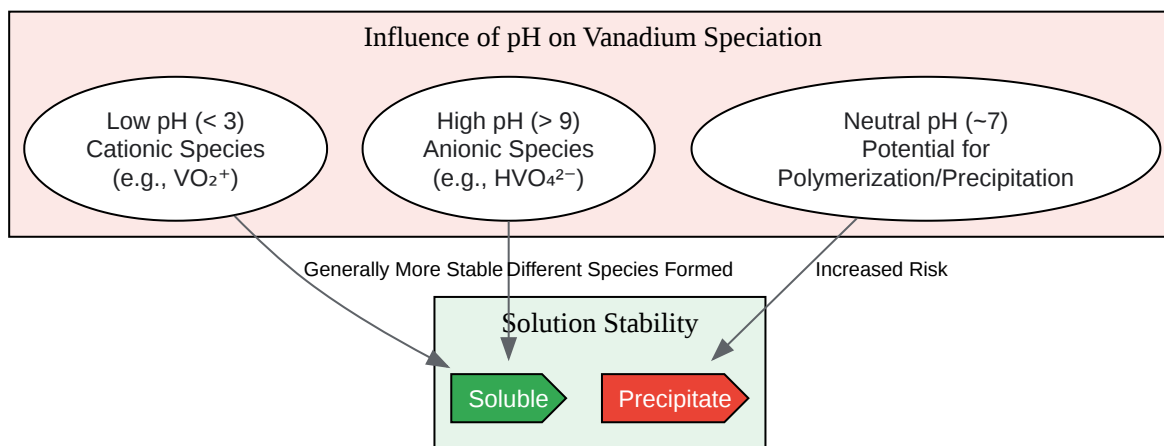 Influence of pH on Vanadium Speciation
Low pH (< 3)
Cationic Species
(e.g., VO₂⁺)
High pH (> 9)
Anionic Species
(e.g., HVO₄²⁻)
Neutral pH (~7)
Potential for
Polymerization/Precipitation
Generally More Stable
Different Species Formed
Increased Risk
Solution Stability
Soluble
Precipitate